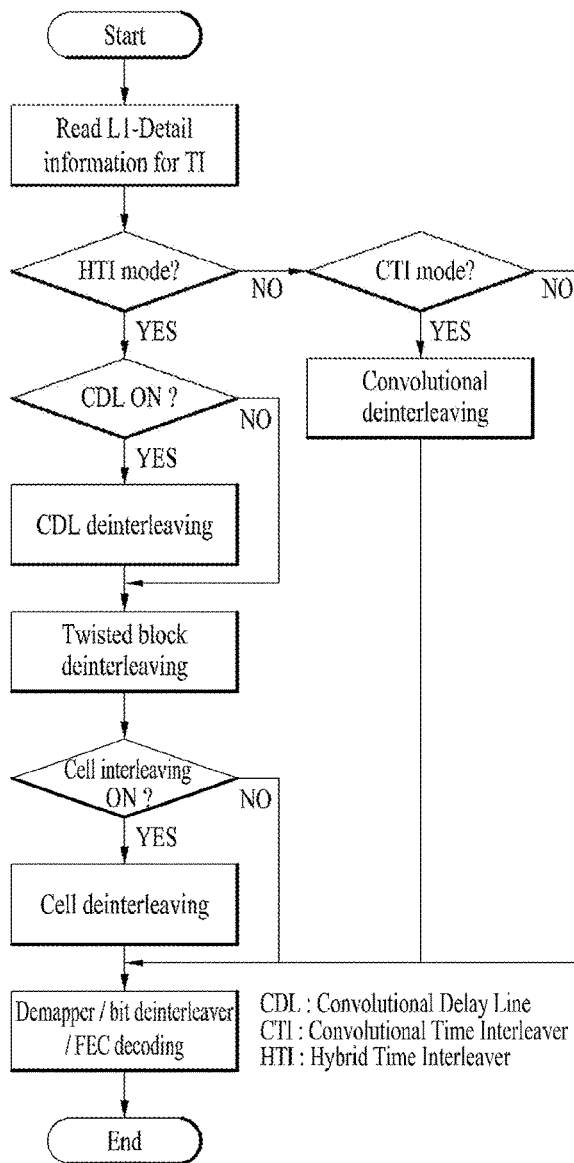 Start
Read L1-Detail
information for TI
HTI mode?
NO
CTI mode?
NO
YES
YES
CDL ON ?
NO
Convolutional
deinterleaving
YES
CDL deinterleaving
Twisted block
deinterleaving
Cell interleaving
ON ?
NO
YES
Cell deinterleaving
Demapper / bit deinterleaver
/ FEC decoding
CDL : Convolutional Delay Line
CTI : Convolutional Time Interleaver
HTI : Hybrid Time Interleaver
End